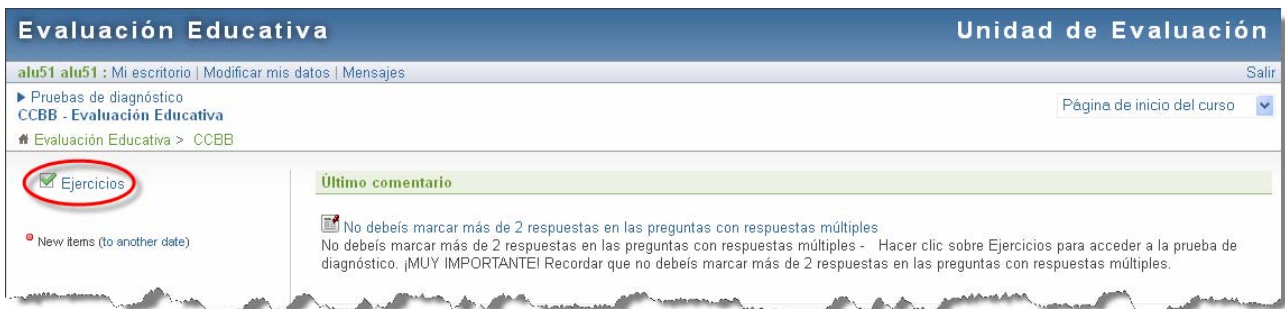 Evaluación Educativa
Unidad de Evaluación
alu51 alu51 : Mi escritorio | Modificar mis datos | Mensajes
Salir
Pruebas de diagnóstico
CCBB - Evaluación Educativa
Página de inicio del curso
Evaluación Educativa > CCBB
Ejercicios
New items (to another date)
Último comentario
No debeís marcar más de 2 respuestas en las preguntas con respuestas múltiples
No debeís marcar más de 2 respuestas en las preguntas con respuestas múltiples - Hacer clic sobre Ejercicios para acceder a la prueba de
diagnóstico. ¡MUY IMPORTANTE! Recordar que no debeís marcar más de 2 respuestas en las preguntas con respuestas múltiples.